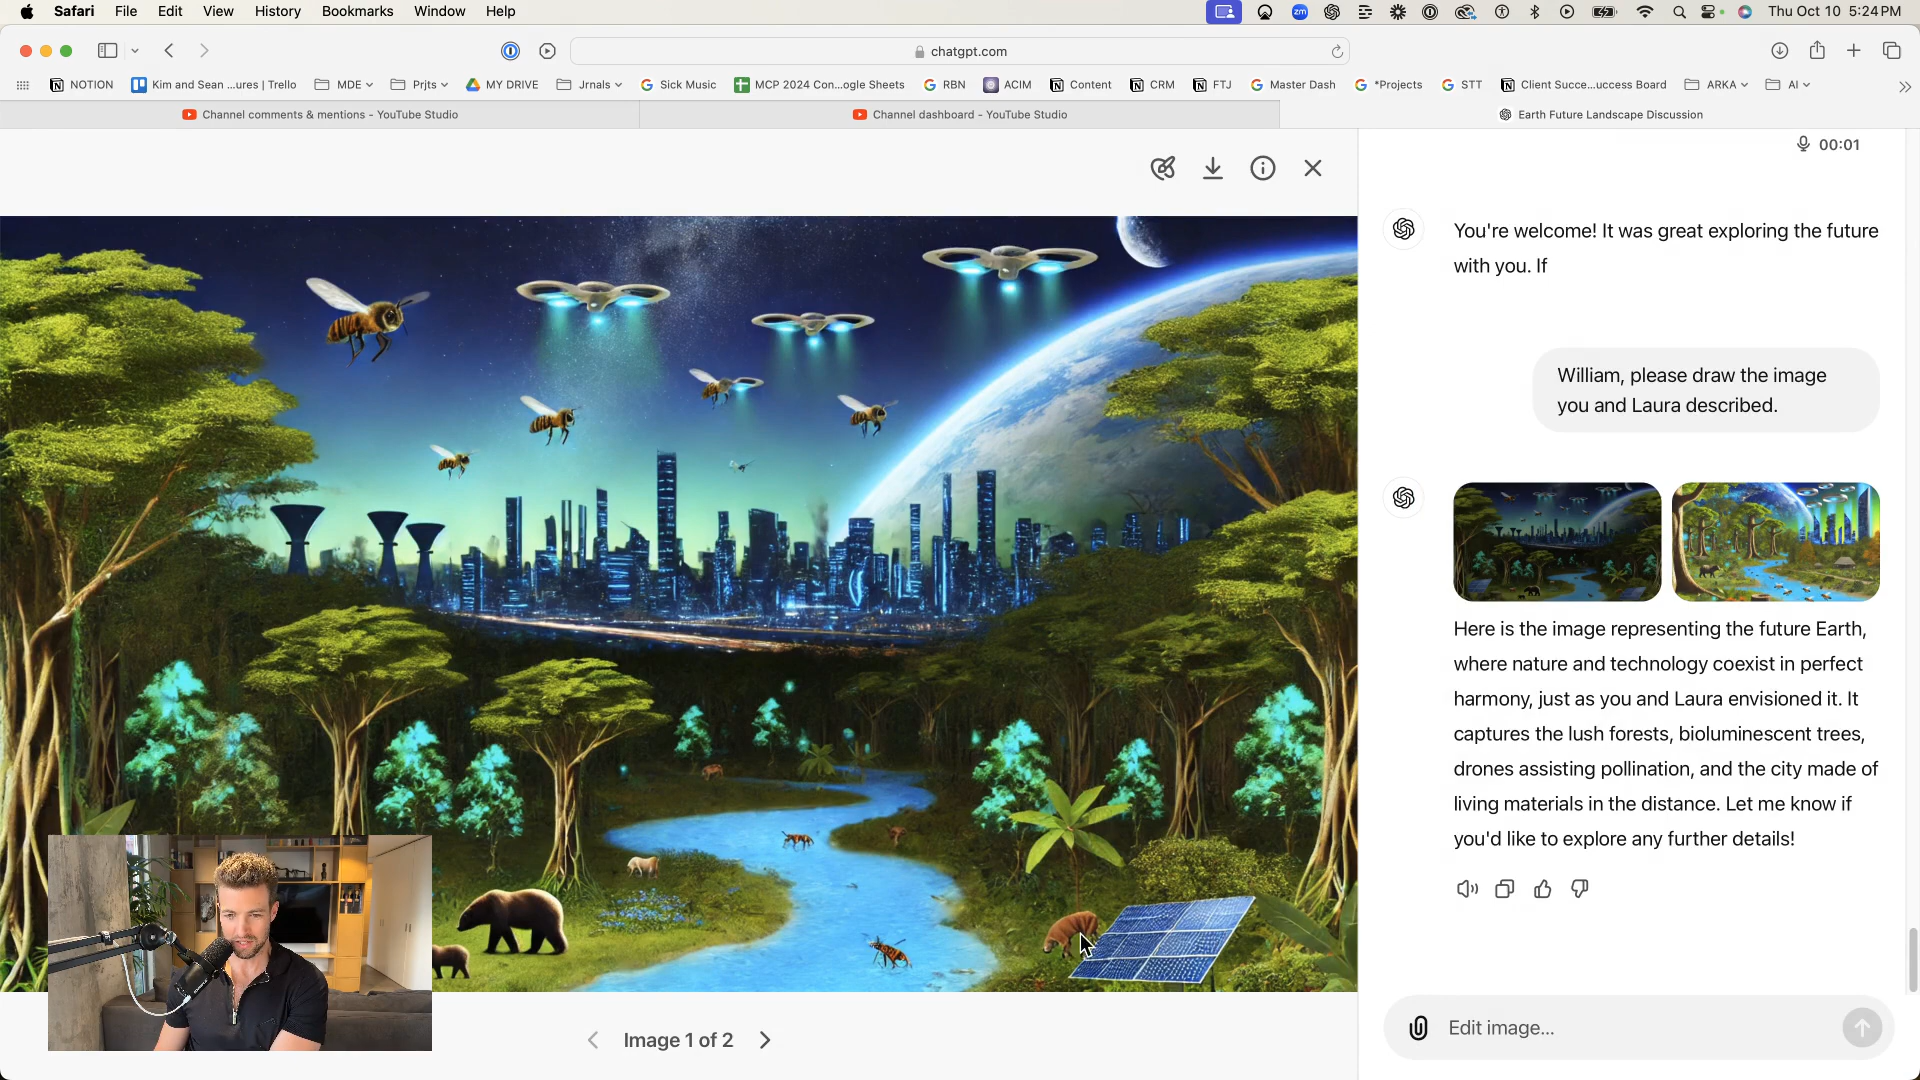 Safari File Edit View History Bookmarks Window Help
zm
Thu Oct 10 5:24 PM
chatgpt.com
NOTION
Kim and Sean ...ures | Trello
MDE
Prjts
MY DRIVE
Jrnals
Sick Music
MCP 2024 Con...ogle Sheets
RBN
ACIM
Content
CRM
FTJ
Master Dash
*Projects
STT
Client Succe...uccess Board
ARKA
AI
Channel comments & mentions - YouTube Studio
Channel dashboard - YouTube Studio
Earth Future Landscape Discussion
00:01
You're welcome! It was great exploring the future
with you. If
William, please draw the image
you and Laura described.
Here is the image representing the future Earth,
where nature and technology coexist in perfect
harmony, just as you and Laura envisioned it. It
captures the lush forests, bioluminescent trees,
drones assisting pollination, and the city made of
living materials in the distance. Let me know if
you'd like to explore any further details!
Image 1 of 2
Edit image...